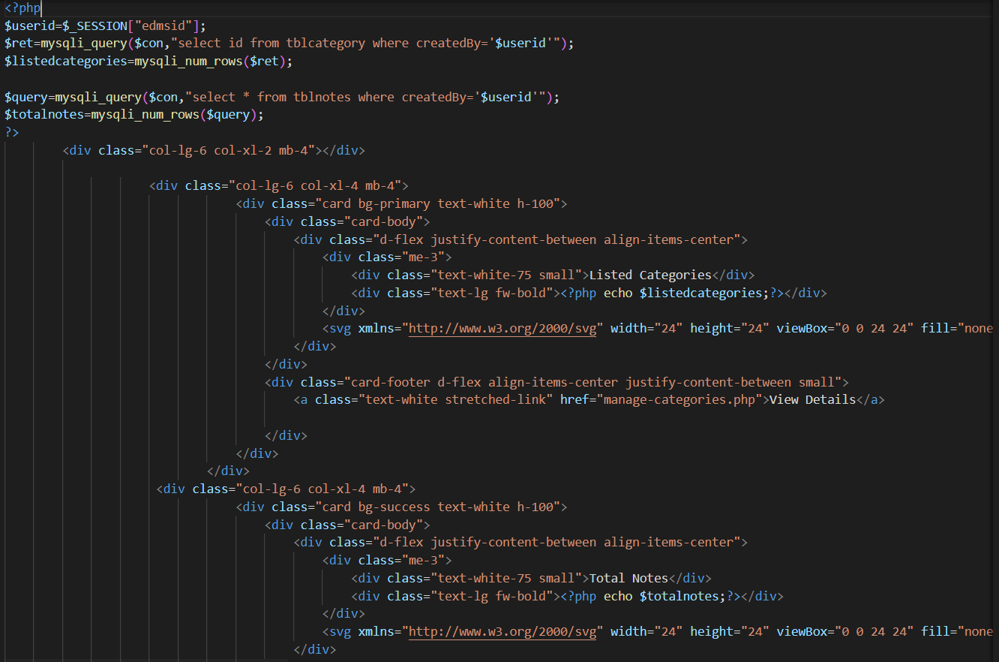 <?php
$userid=$_SESSION["edmsid"];
$ret=mysqli_query($con,"select id from tblcategory where createdBy='$userid'");
$listedcategories=mysqli_num_rows($ret);
$query=mysqli_query($con,"select * from tblnotes where createdBy='$userid'");
$totalnotes=mysqli_num_rows($query);
?>
<div class="col-lg-6 col-xl-2 mb-4"></div>
<div class="col-lg-6 col-xl-4 mb-4">
<div class="card bg-primary text-white h-100">
<div class="card-body">
<div class="d-flex justify-content-between align-items-center">
<div class="me-3">
<div class="text-white-75 small">Listed Categories</div>
<div class="text-lg fw-bold"><?php echo $listedcategories;?></div>
</div>
<svg xmlns="http://www.w3.org/2000/svg" width="24" height="24" viewBox="0 0 24 24" fill="none
</div>
</div>
<div class="card-footer d-flex align-items-center justify-content-between small">
<a class="text-white stretched-link" href="manage-categories.php">View Details</a>
</div>
</div>
</div>
<div class="col-lg-6 col-xl-4 mb-4">
<div class="card bg-success text-white h-100">
<div class="card-body">
<div class="d-flex justify-content-between align-items-center">
<div class="me-3">
<div class="text-white-75 small">Total Notes</div>
<div class="text-lg fw-bold"><?php echo $totalnotes;?></div>
</div>
<svg xmlns="http://www.w3.org/2000/svg" width="24" height="24" viewBox="0 0 24 24" fill="none
</div>